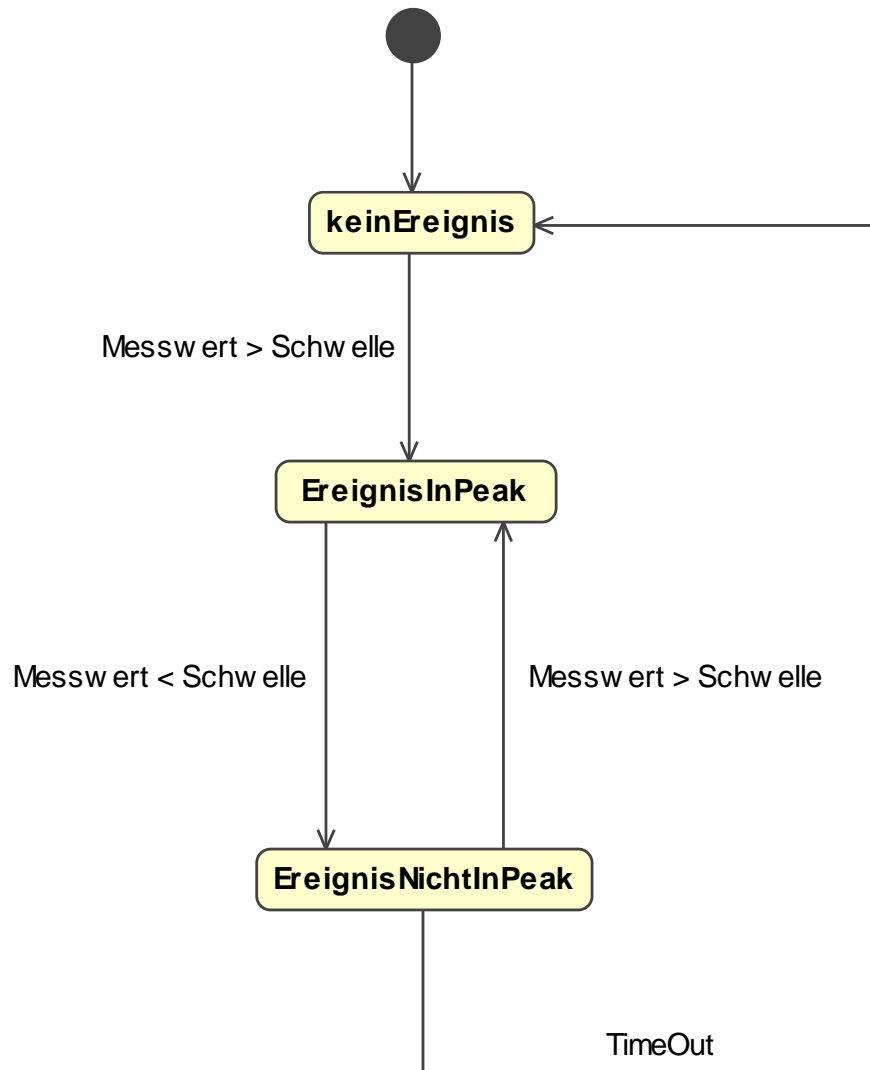 keinEreignis
Messwert > Schwelle
EreignisInPeak
Messwert < Schwelle
Messwert > Schwelle
EreignisNichtInPeak
TimeOut